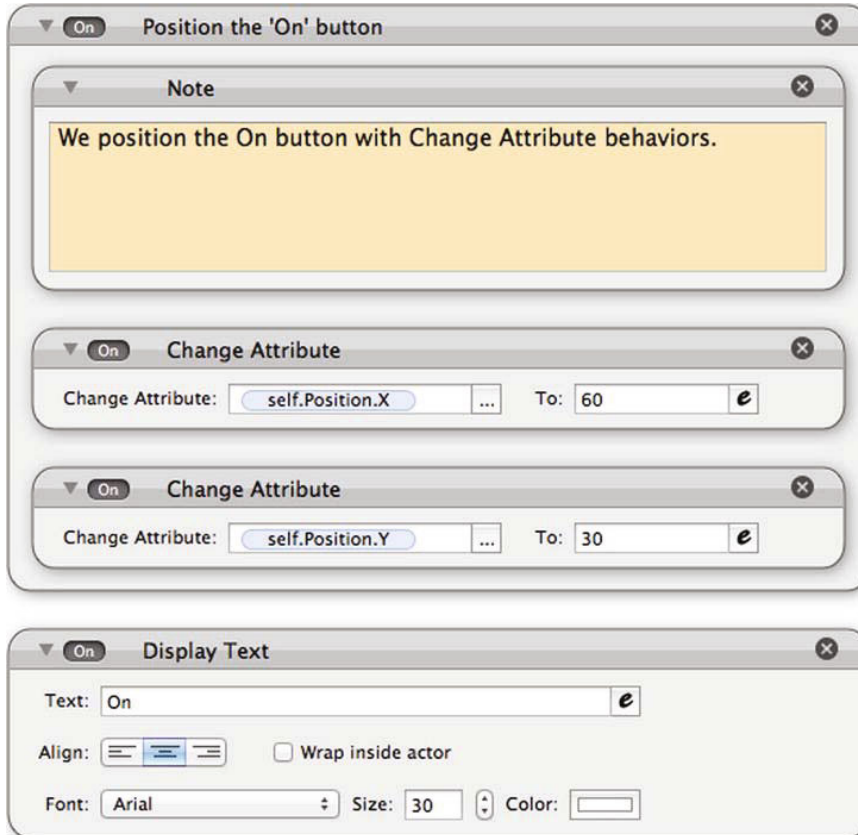 On Position the 'On' button
Note
We position the On button with Change Attribute behaviors.
On Change Attribute
Change Attribute: self.Position.X ... To: 60 e
On Change Attribute
Change Attribute: self.Position.Y ... To: 30 e
On Display Text
Text: On e
Align: Wrap inside actor
Font: Arial Size: 30 Color: